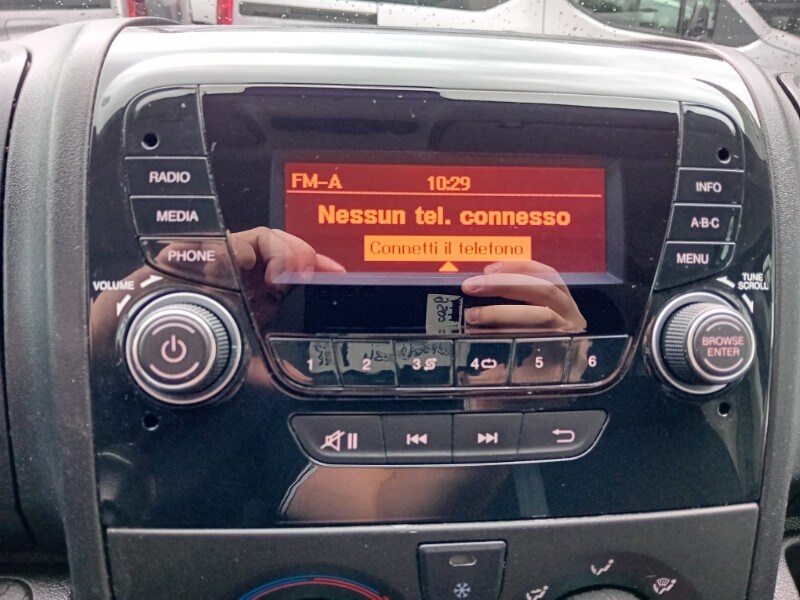 FM-A 10:29
Nessun tel. connesso
Connetti il telefono
RADIO
MEDIA
PHONE
VOLUME
INFO
A·B·C
MENU
TUNE
SCROLL
BROWSE
ENTER
1 2 3 4 5 6